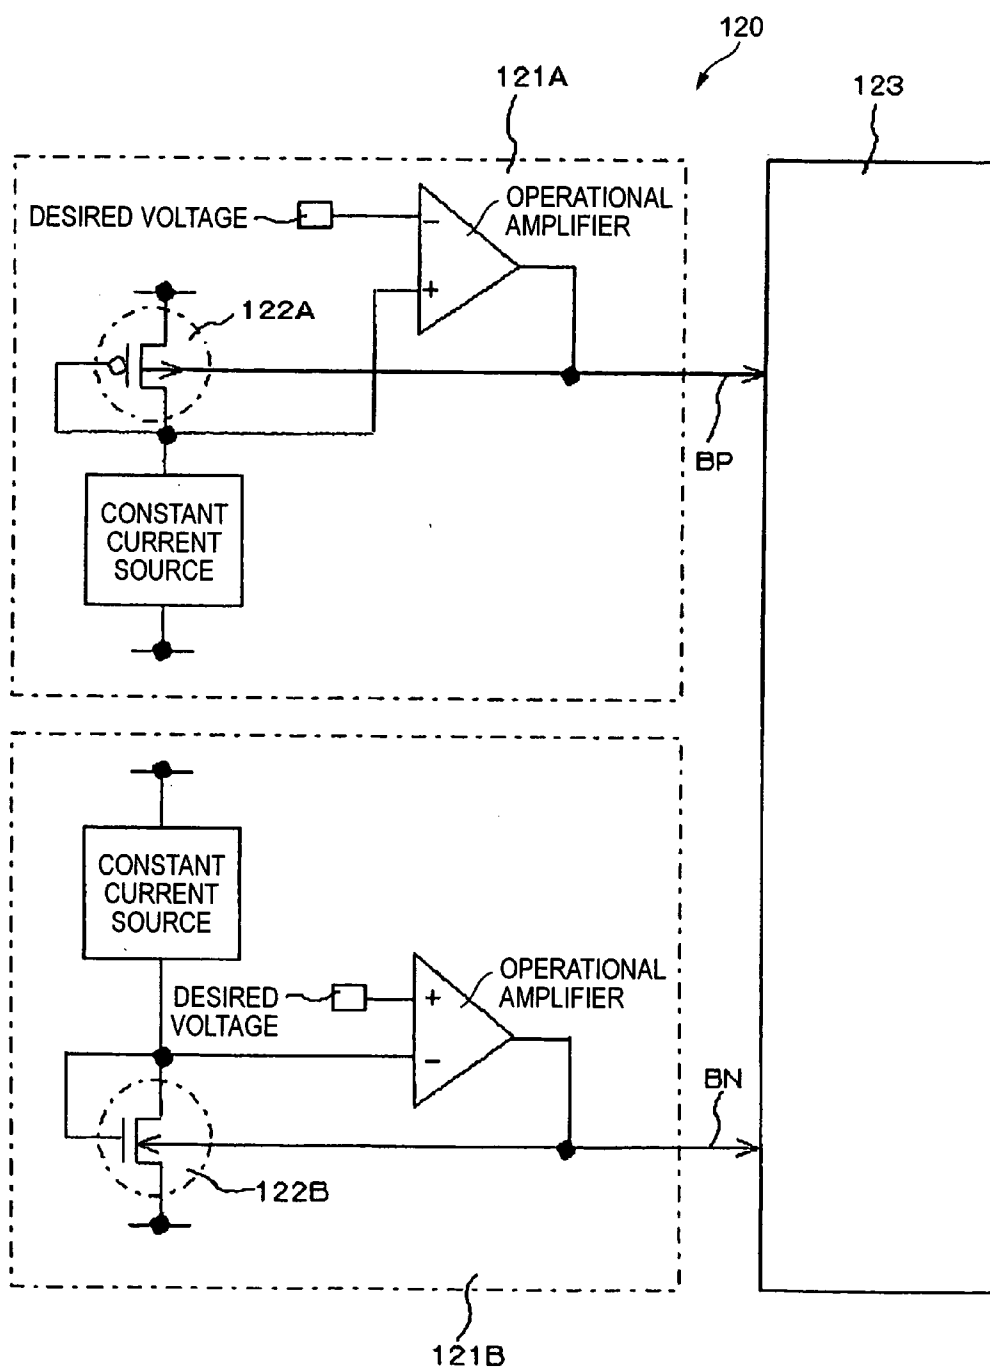 120
121A
123
DESIRED VOLTAGE
OPERATIONAL
AMPLIFIER
−
+
122A
BP
CONSTANT
CURRENT
SOURCE
CONSTANT
CURRENT
SOURCE
OPERATIONAL
AMPLIFIER
DESIRED
VOLTAGE
+
−
BN
122B
121B